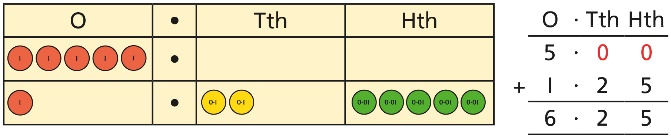 O • Tth Hth
1 1 1 1 1 •
1 • 0·1 0·1 0·01 0·01 0·01 0·01 0·01
O · Tth Hth
5 · 0 0
+ 1 · 2 5
6 · 2 5